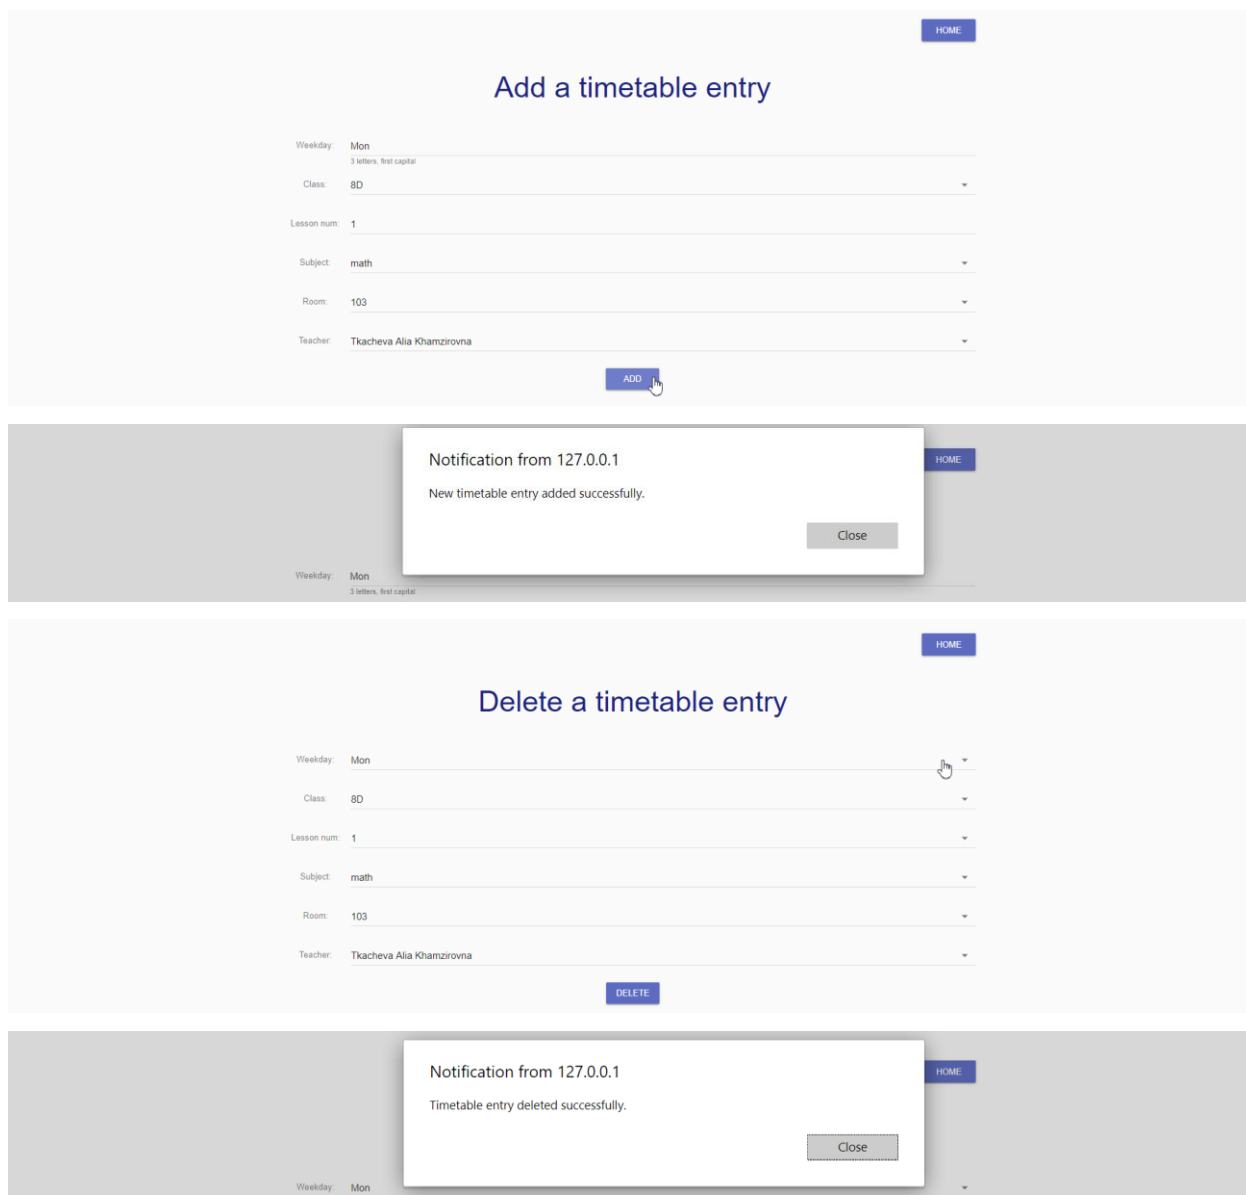 HOME
Add a timetable entry
Weekday: Mon
3 letters, first capital
Class: 8D
Lesson num: 1
Subject: math
Room: 103
Teacher: Tkacheva Alia Khamzirovna
ADD
Notification from 127.0.0.1
HOME
New timetable entry added successfully.
Close
Weekday: Mon
3 letters, first capital
HOME
Delete a timetable entry
Weekday: Mon
Class: 8D
Lesson num: 1
Subject: math
Room: 103
Teacher: Tkacheva Alia Khamzirovna
DELETE
Notification from 127.0.0.1
HOME
Timetable entry deleted successfully.
Close
Weekday: Mon